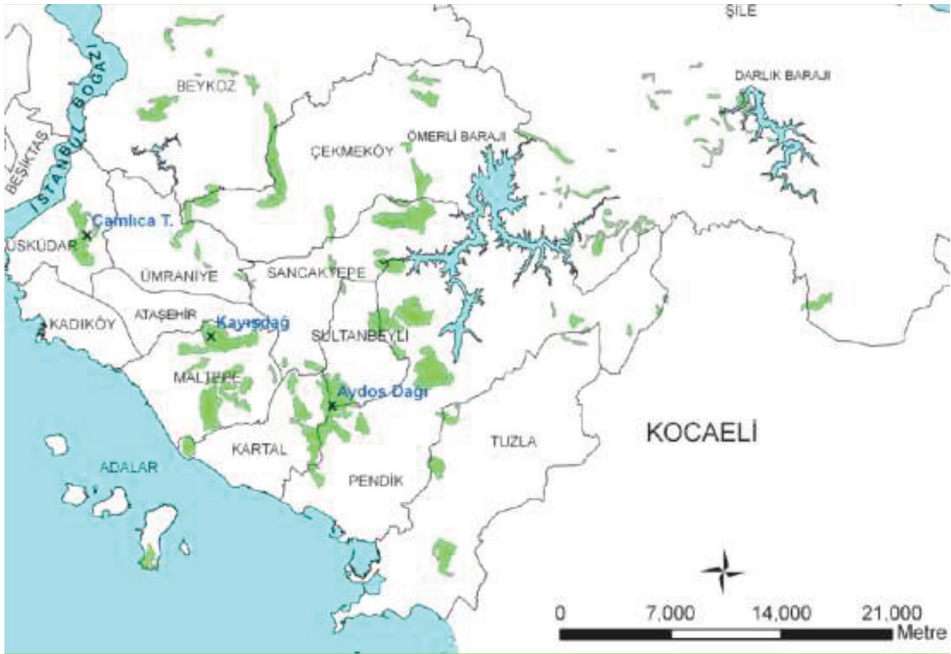 ŞİLE
BEYKOZ
DARLIK BARAJI
İSTANBUL BOĞAZI
BEŞİKTAŞ
ÖMERLİ BARAJI
ÇEKMEKÖY
Çamlıca T.
ÜSKÜDAR
ÜMRANİYE
SANCAKTEPE
ATAŞEHİR
KADIKÖY
Kayışdağ
SULTANBEYLİ
MALTEPE
Aydos Dağı
KARTAL
TUZLA
KOCAELİ
ADALAR
PENDİK
0 7,000 14,000 21,000
Metre